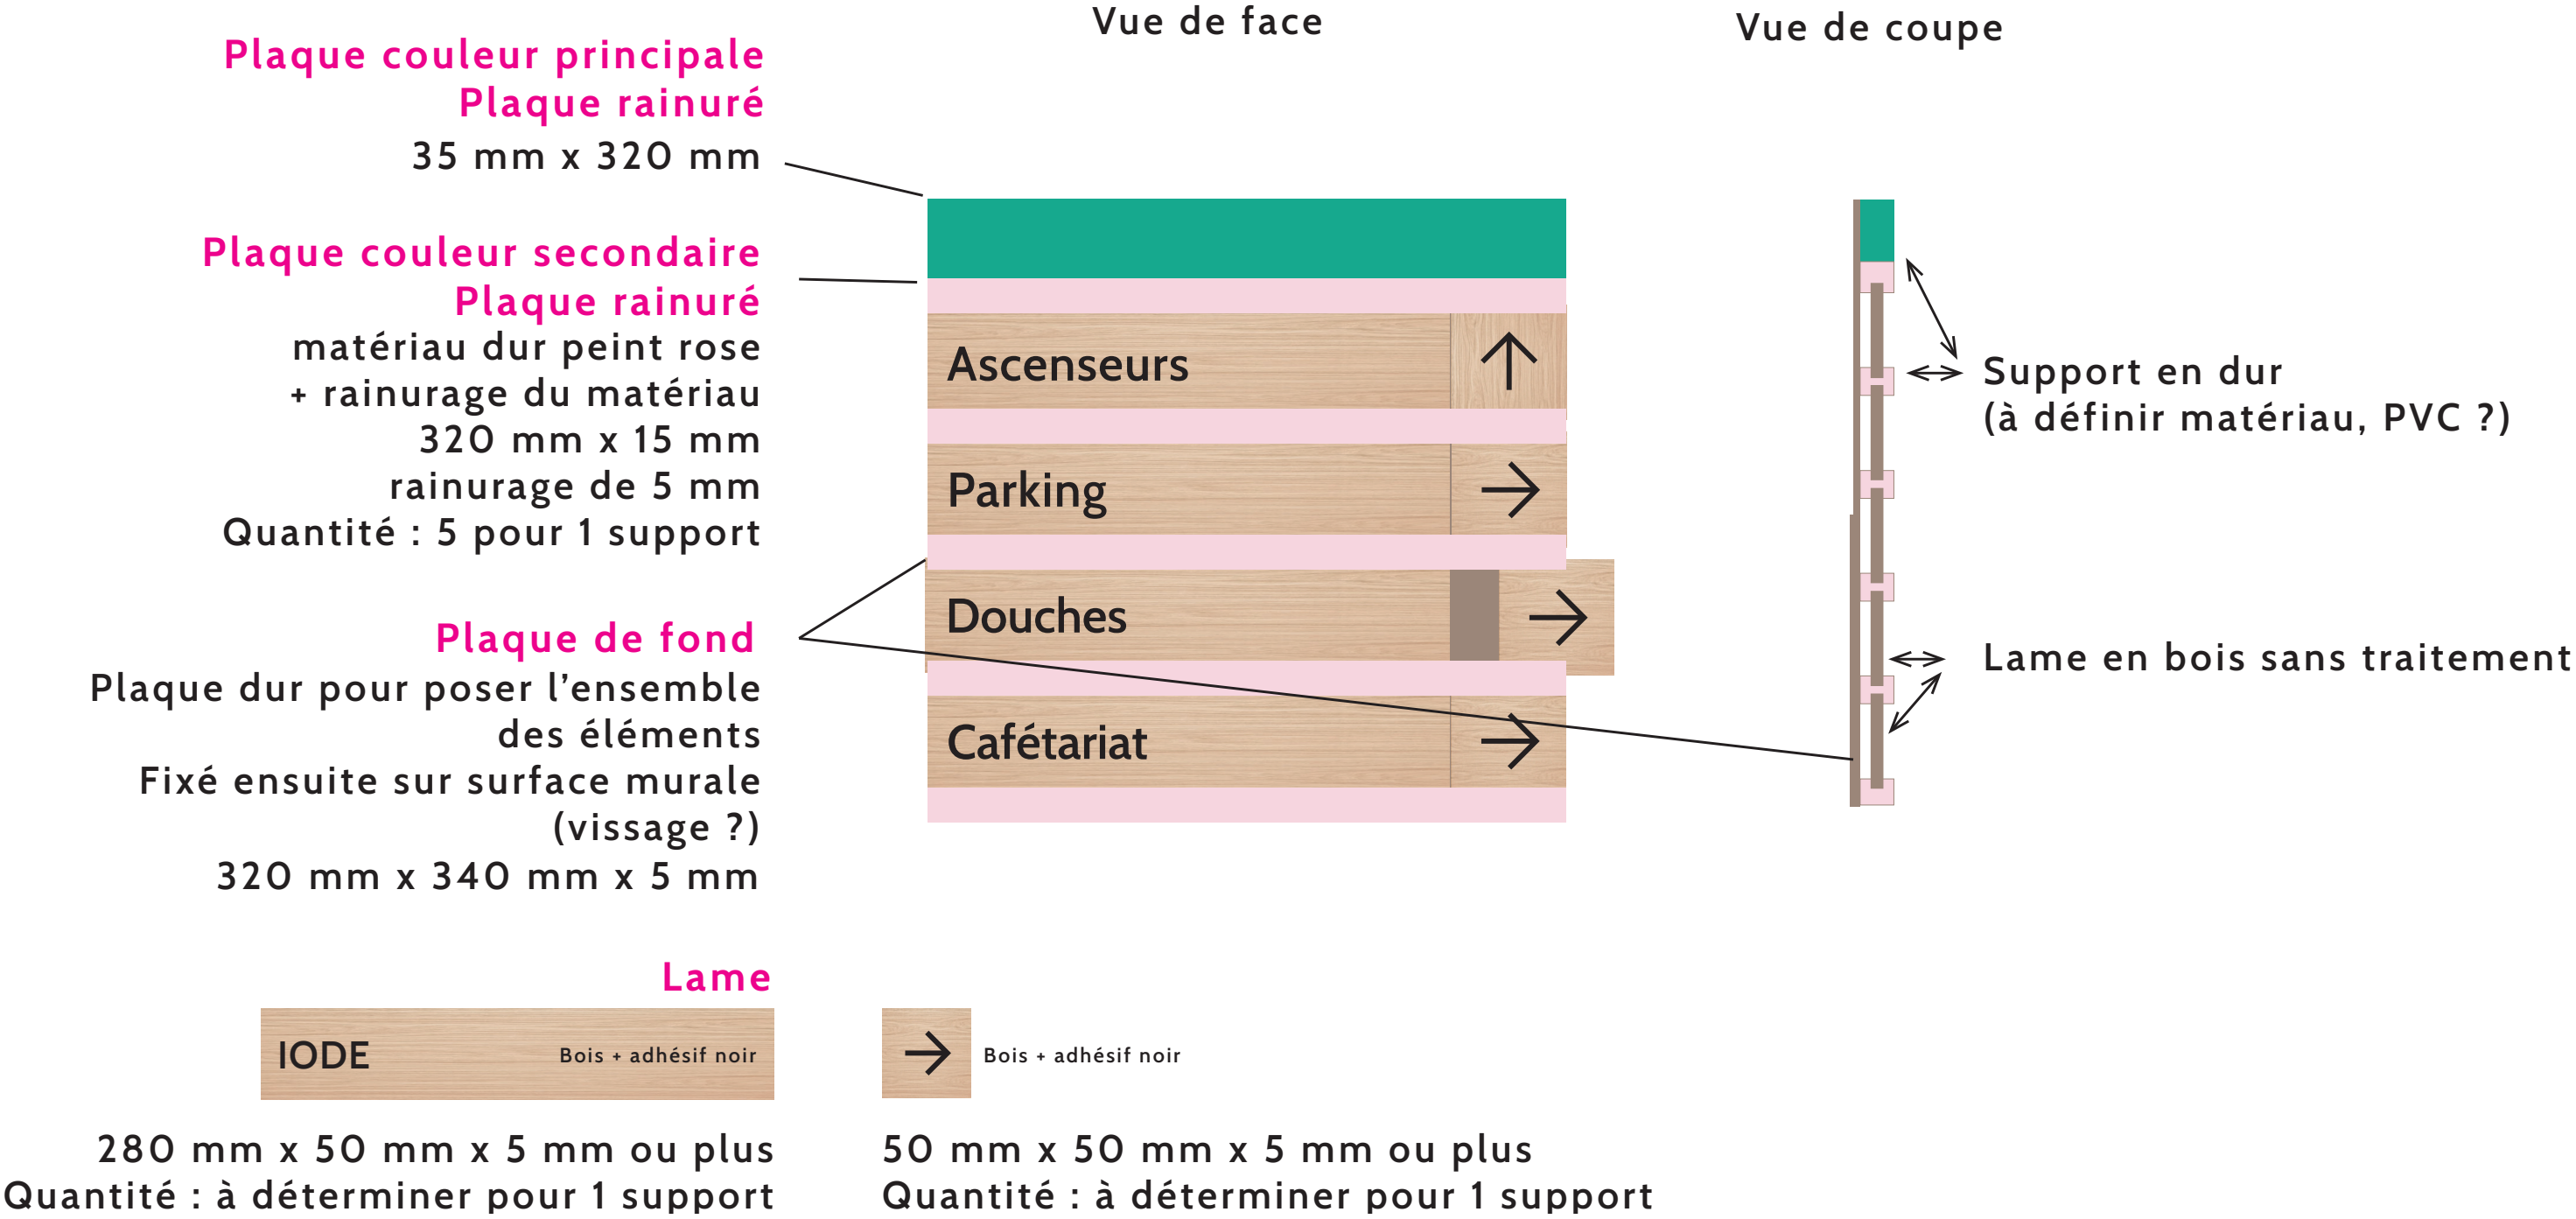 Vue de face
Vue de coupe
Plaque couleur principale
Plaque rainuré
35 mm x 320 mm
Plaque couleur secondaire
Plaque rainuré
matériau dur peint rose
+ rainurage du matériau
320 mm x 15 mm
rainurage de 5 mm
Quantité : 5 pour 1 support
Plaque de fond
Plaque dur pour poser l’ensemble
des éléments
Fixé ensuite sur surface murale
(vissage ?)
320 mm x 340 mm x 5 mm
Ascenseurs
Parking
Douches
Cafétariat
Support en dur
(à définir matériau, PVC ?)
Lame en bois sans traitement
Lame
IODE
Bois + adhésif noir
280 mm x 50 mm x 5 mm ou plus
Quantité : à déterminer pour 1 support
Bois + adhésif noir
50 mm x 50 mm x 5 mm ou plus
Quantité : à déterminer pour 1 support